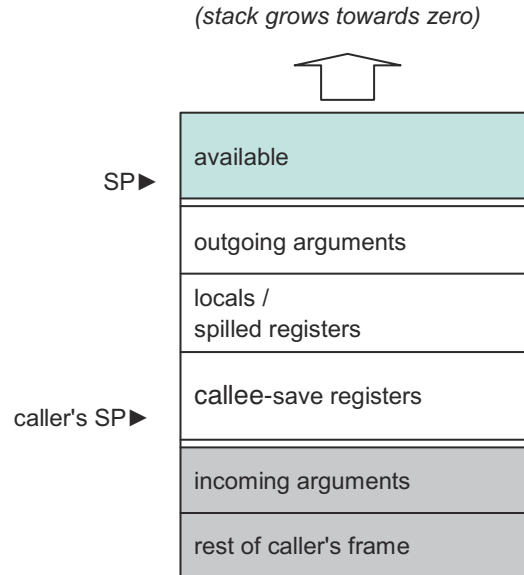 (stack grows towards zero)
available
SP►
outgoing arguments
locals /
spilled registers
callee-save registers
caller's SP►
incoming arguments
rest of caller's frame